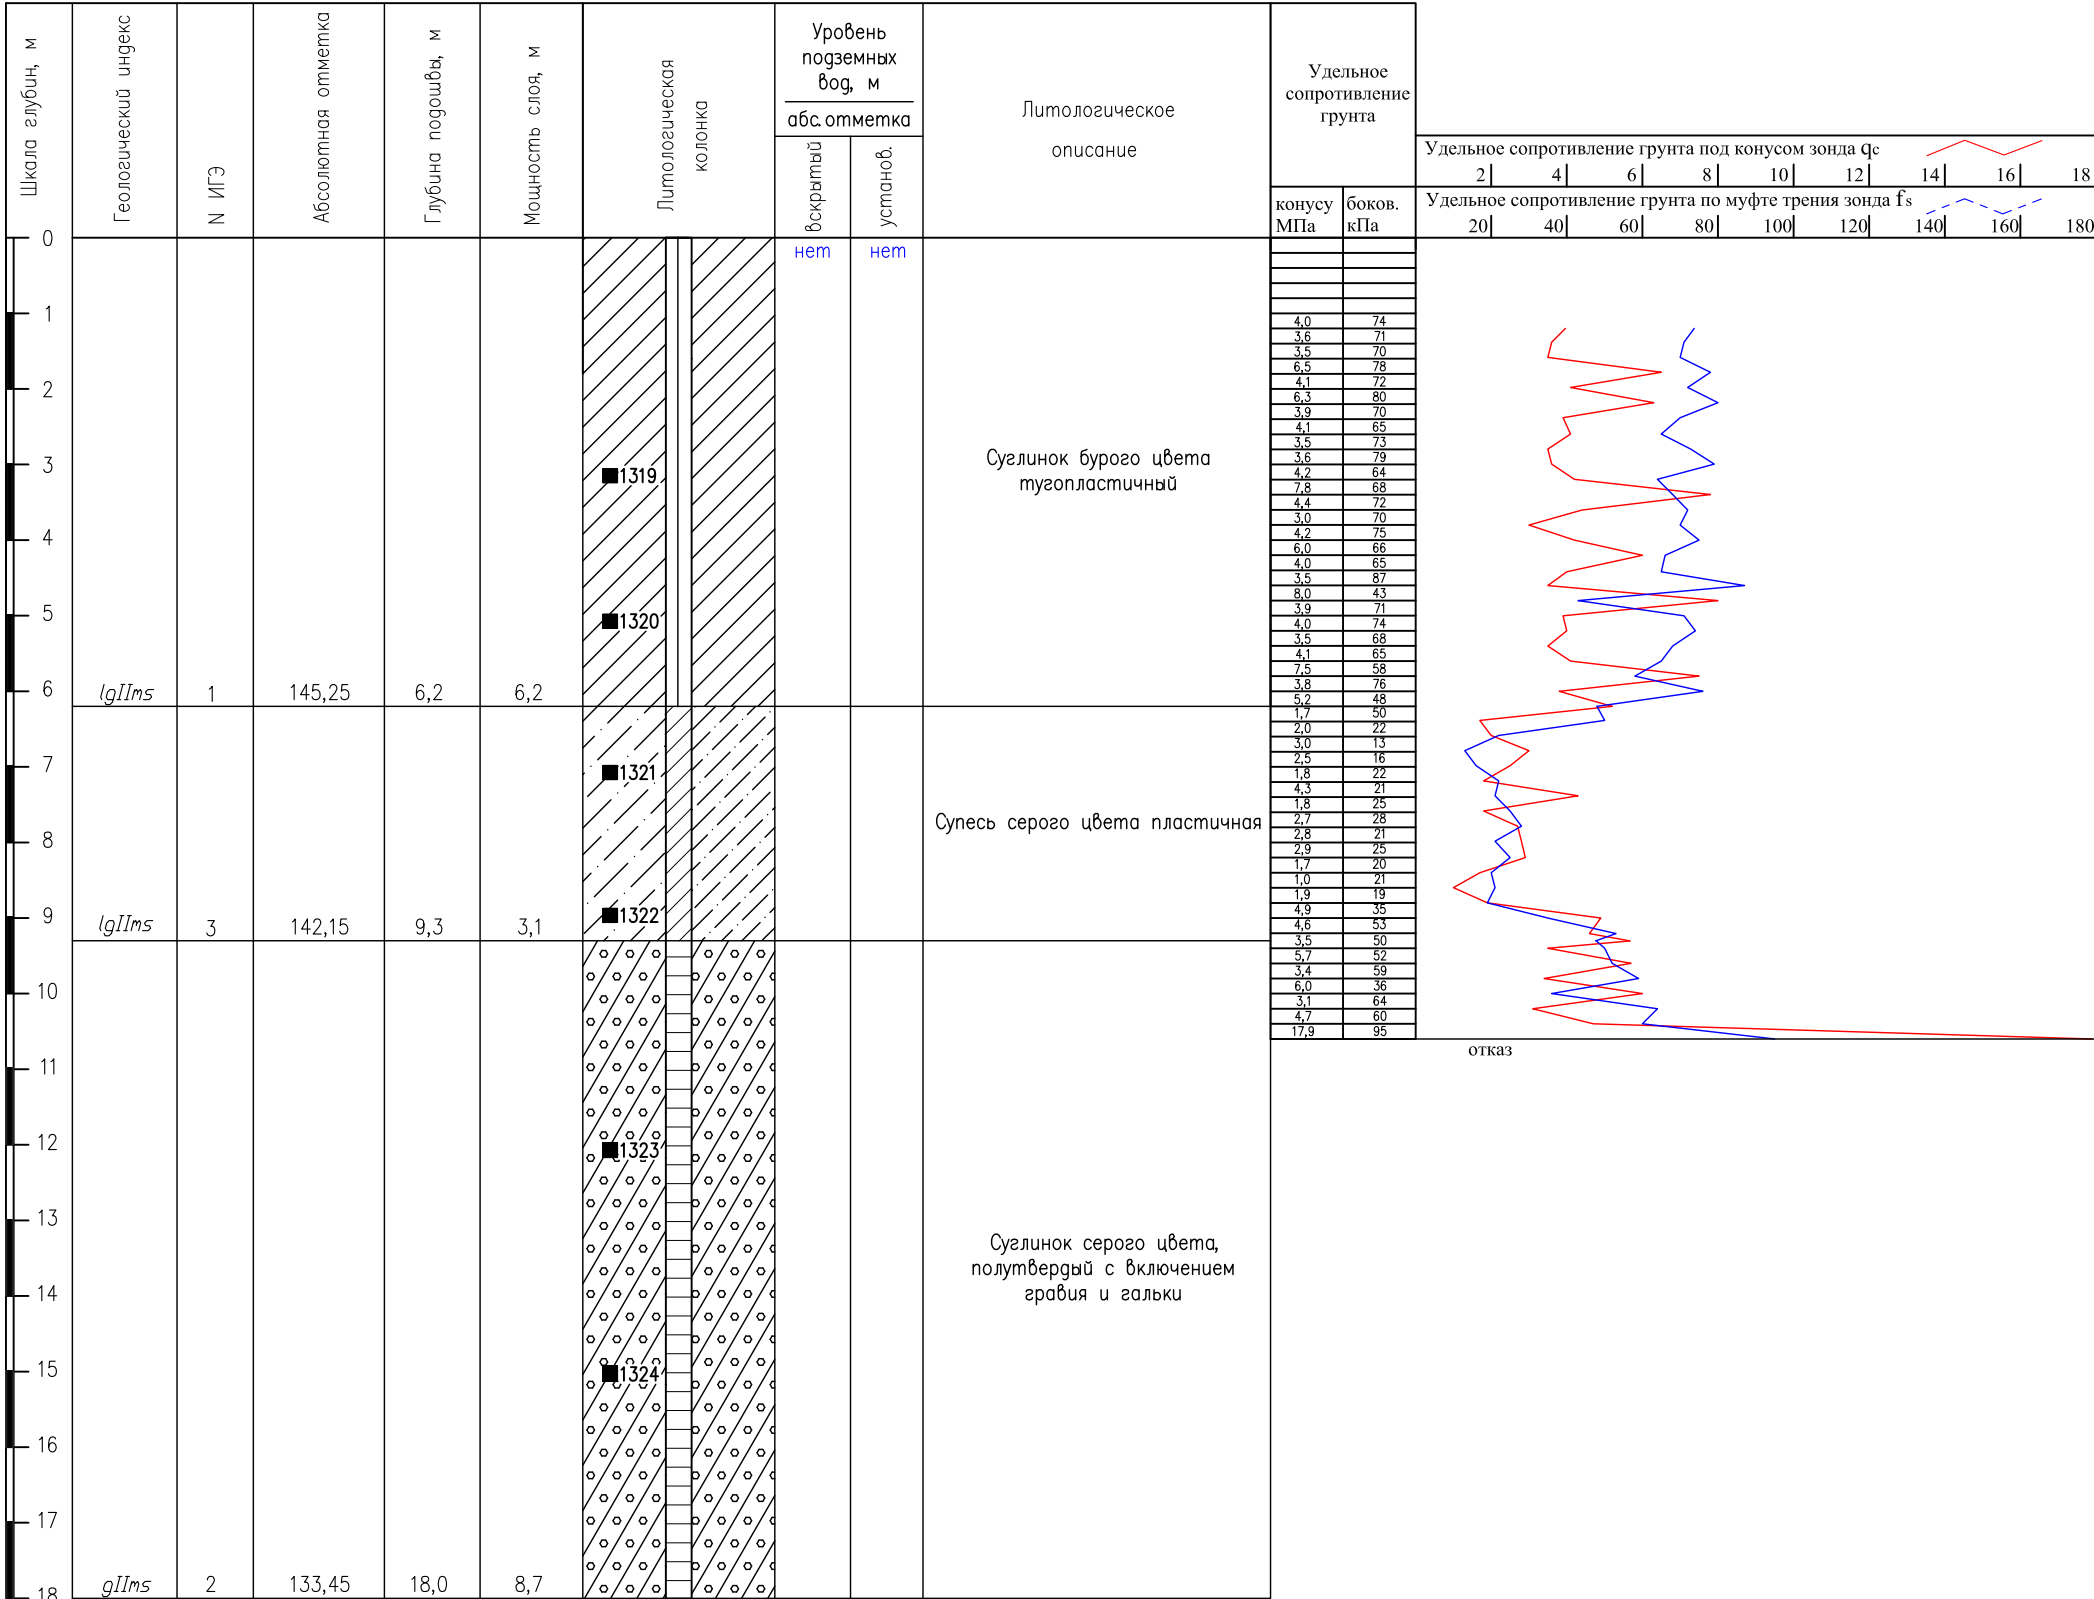 Шкала глубин, м
Геологический индекс
N ИГЭ
Абсолютная отметка
Глубина подошвы, м
Мощность слоя, м
Литологическая
колонка
Уровень
подземных
вод, м
абс. отметка
вскрытый
установ.
Литологическое
описание
Удельное
сопротивление
грунта
конусу
МПа
боков.
кПа
Удельное сопротивление грунта под конусом зонда qc
2 4 6 8 10 12 14 16 18
Удельное сопротивление грунта по муфте трения зонда fs
20 40 60 80 100 120 140 160 180
0
1
2
3
4
5
6
7
8
9
10
11
12
13
14
15
16
17
18
нет нет
1319
1320
Суглинок бурого цвета
тугопластичный
lgIIms 1 145,25 6,2 6,2
1321
1322
Супесь серого цвета пластичная
lgIIms 3 142,15 9,3 3,1
1323
1324
Суглинок серого цвета,
полутвердый с включением
гравия и гальки
gIIms 2 133,45 18,0 8,7
4,0 74
3,6 71
3,5 70
6,5 78
4,1 72
6,3 80
3,9 70
4,1 65
3,5 73
3,6 79
4,2 64
7,8 68
4,4 72
3,0 70
4,2 75
6,0 66
4,0 65
3,5 87
8,0 43
3,9 71
4,0 74
3,5 68
4,1 65
7,5 58
3,8 76
5,2 48
1,7 50
2,0 22
3,0 13
2,5 16
1,8 22
4,3 21
1,8 25
2,7 28
2,8 21
2,9 25
1,7 20
1,0 21
1,9 19
4,9 35
4,6 53
3,5 50
5,7 52
3,4 59
6,0 36
3,1 64
4,7 60
17,9 95
отказ